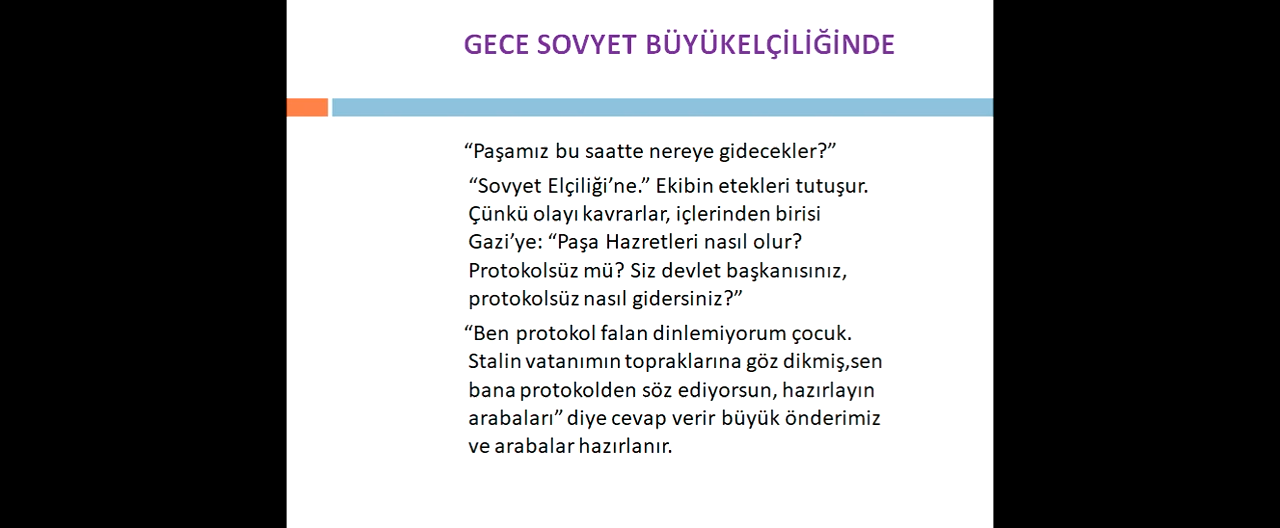 GECE SOVYET BÜYÜKELÇİLİĞİNDE
“Paşamız bu saatte nereye gidecekler?”
“Sovyet Elçiliği’ne.” Ekibin etekleri tutuşur.
Çünkü olayı kavrarlar, içlerinden birisi
Gazi’ye: “Paşa Hazretleri nasıl olur?
Protokolsüz mü? Siz devlet başkanısınız,
protokolsüz nasıl gidersiniz?”
“Ben protokol falan dinlemiyorum çocuk.
Stalin vatanımın topraklarına göz dikmiş,sen
bana protokolden söz ediyorsun, hazırlayın
arabaları” diye cevap verir büyük önderimiz
ve arabalar hazırlanır.